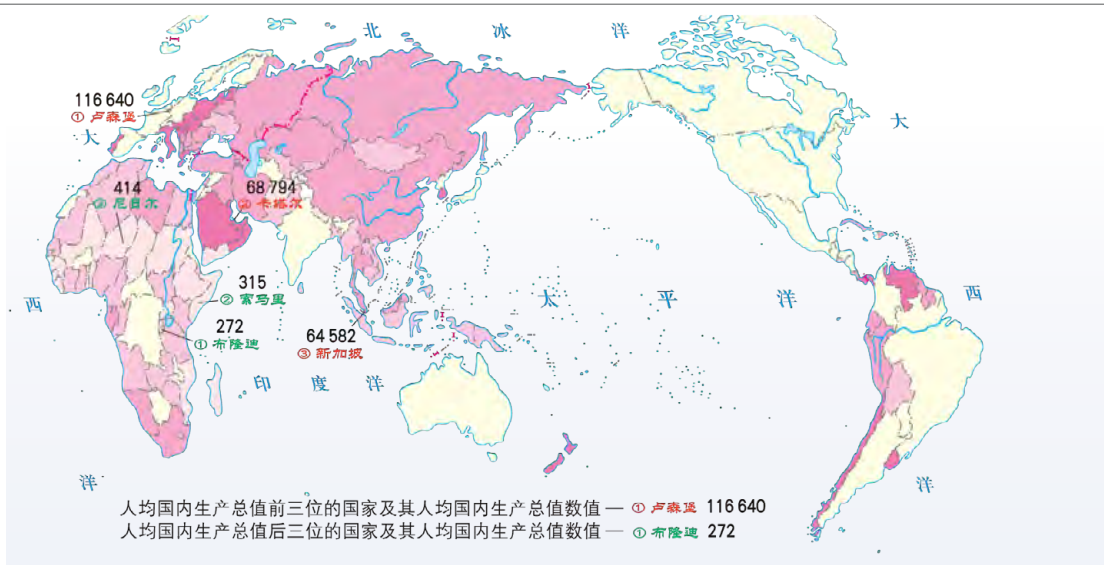 北 冰 洋
116 640
① 卢森堡
大
大
414
③ 尼日尔
68 794
② 卡塔尔
315
② 索马里
西
太 平 洋
西
272
① 布隆迪
64 582
③ 新加坡
印 度 洋
洋
洋
人均国内生产总值前三位的国家及其人均国内生产总值数值 — ① 卢森堡 116 640
人均国内生产总值后三位的国家及其人均国内生产总值数值 — ① 布隆迪 272